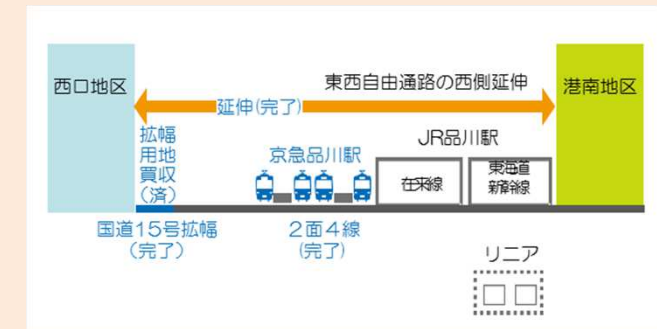 東西自由通路の西側延伸
西口地区
港南地区
延伸(完了)
拡幅
用地
買収
(済)
京急品川駅
JR品川駅
在来線
東海道
新幹線
国道15号拡幅
(完了)
2面4線
(完了)
リニア